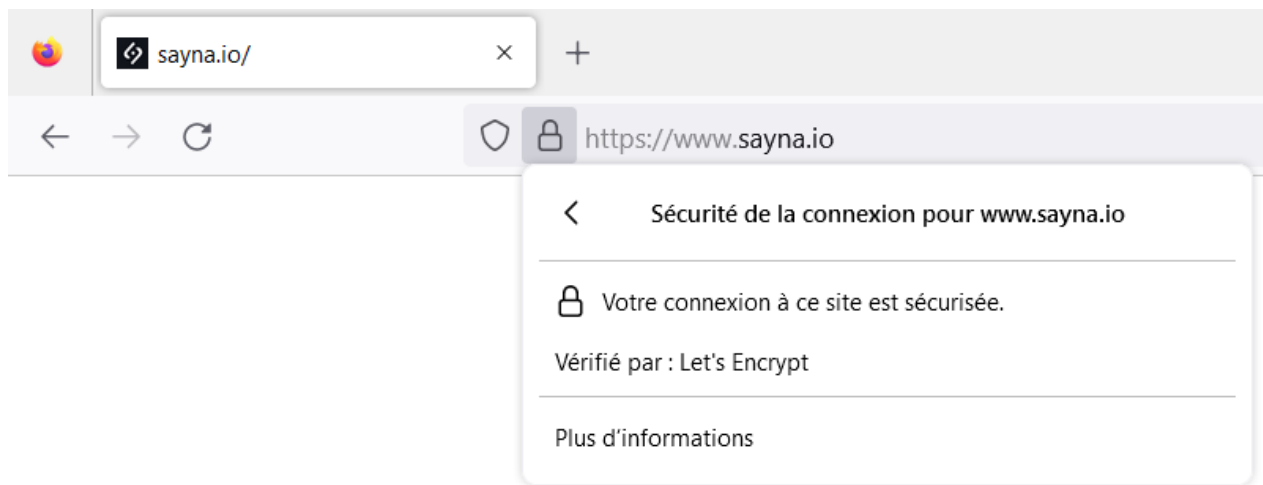 sayna.io/
https://www.sayna.io
Sécurité de la connexion pour www.sayna.io
Votre connexion à ce site est sécurisée.
Vérifié par : Let's Encrypt
Plus d’informations